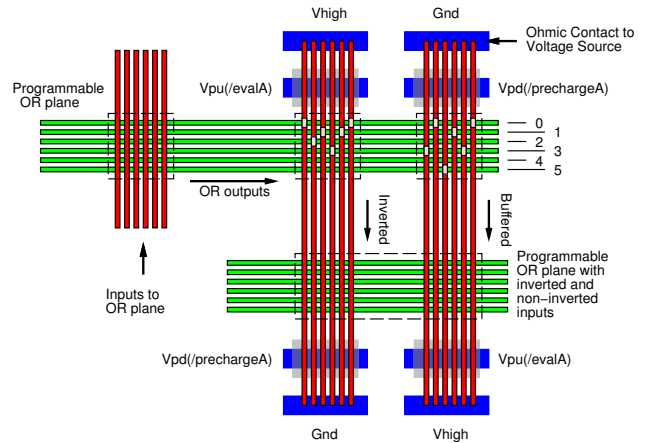 Vhigh
Gnd
Ohmic Contact to
Voltage Source
Programmable
OR plane
Vpu(/evalA)
Vpd(/prechargeA)
0
1
2
3
4
5
OR outputs
Inverted
Buffered
Inputs to
OR plane
Programmable
OR plane with
inverted and
non−inverted
inputs
Vpd(/prechargeA)
Vpu(/evalA)
Gnd
Vhigh